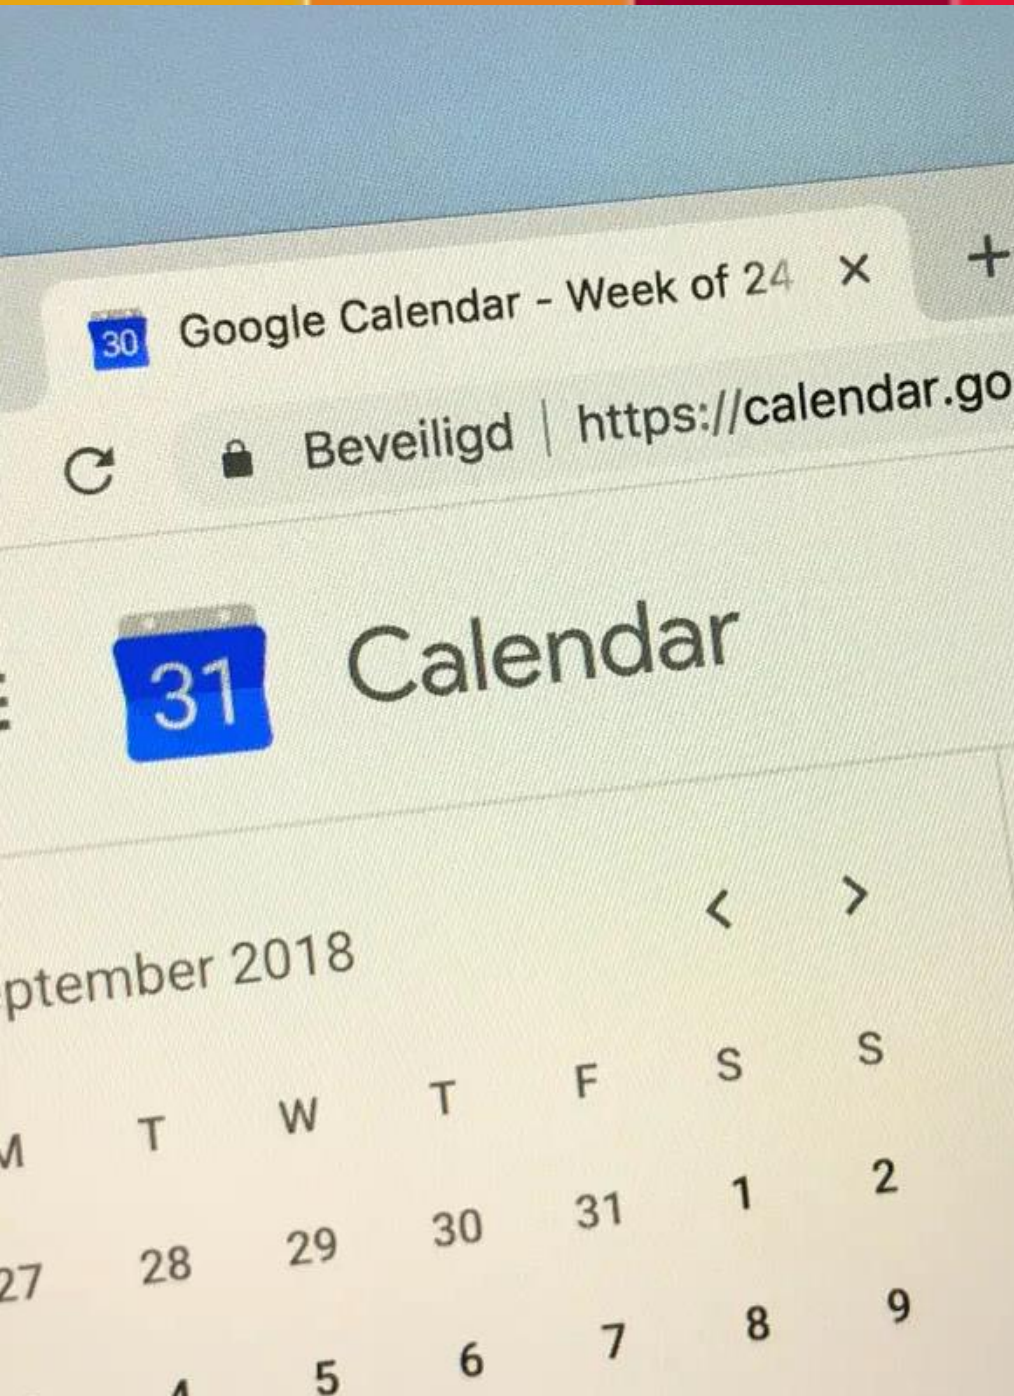 30 Google Calendar - Week of 24
Beveiligd | https://calendar.go
31 Calendar
ptember 2018
M T W T F S S
27 28 29 30 31 1 2
4 5 6 7 8 9